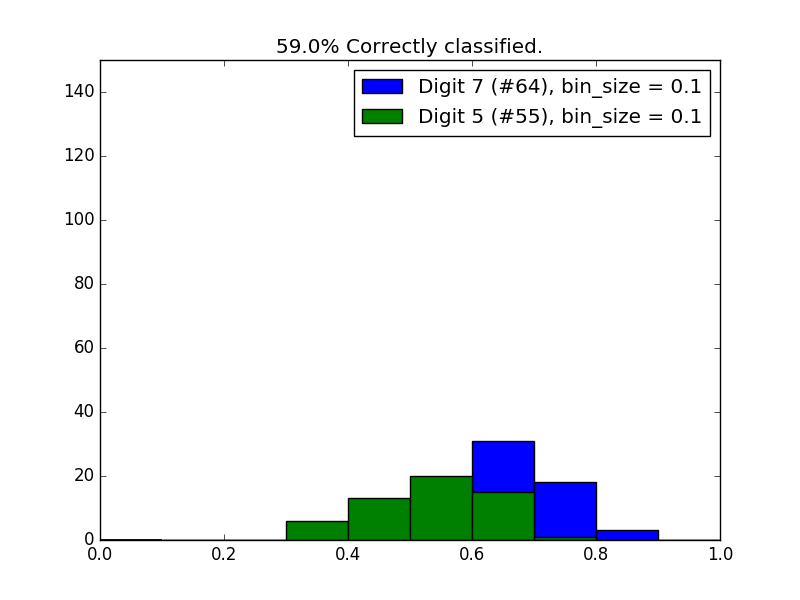 59.0% Correctly classified.
Digit 7 (#64), bin_size = 0.1
Digit 5 (#55), bin_size = 0.1
140
120
100
80
60
40
20
0
0.0 0.2 0.4 0.6 0.8 1.0